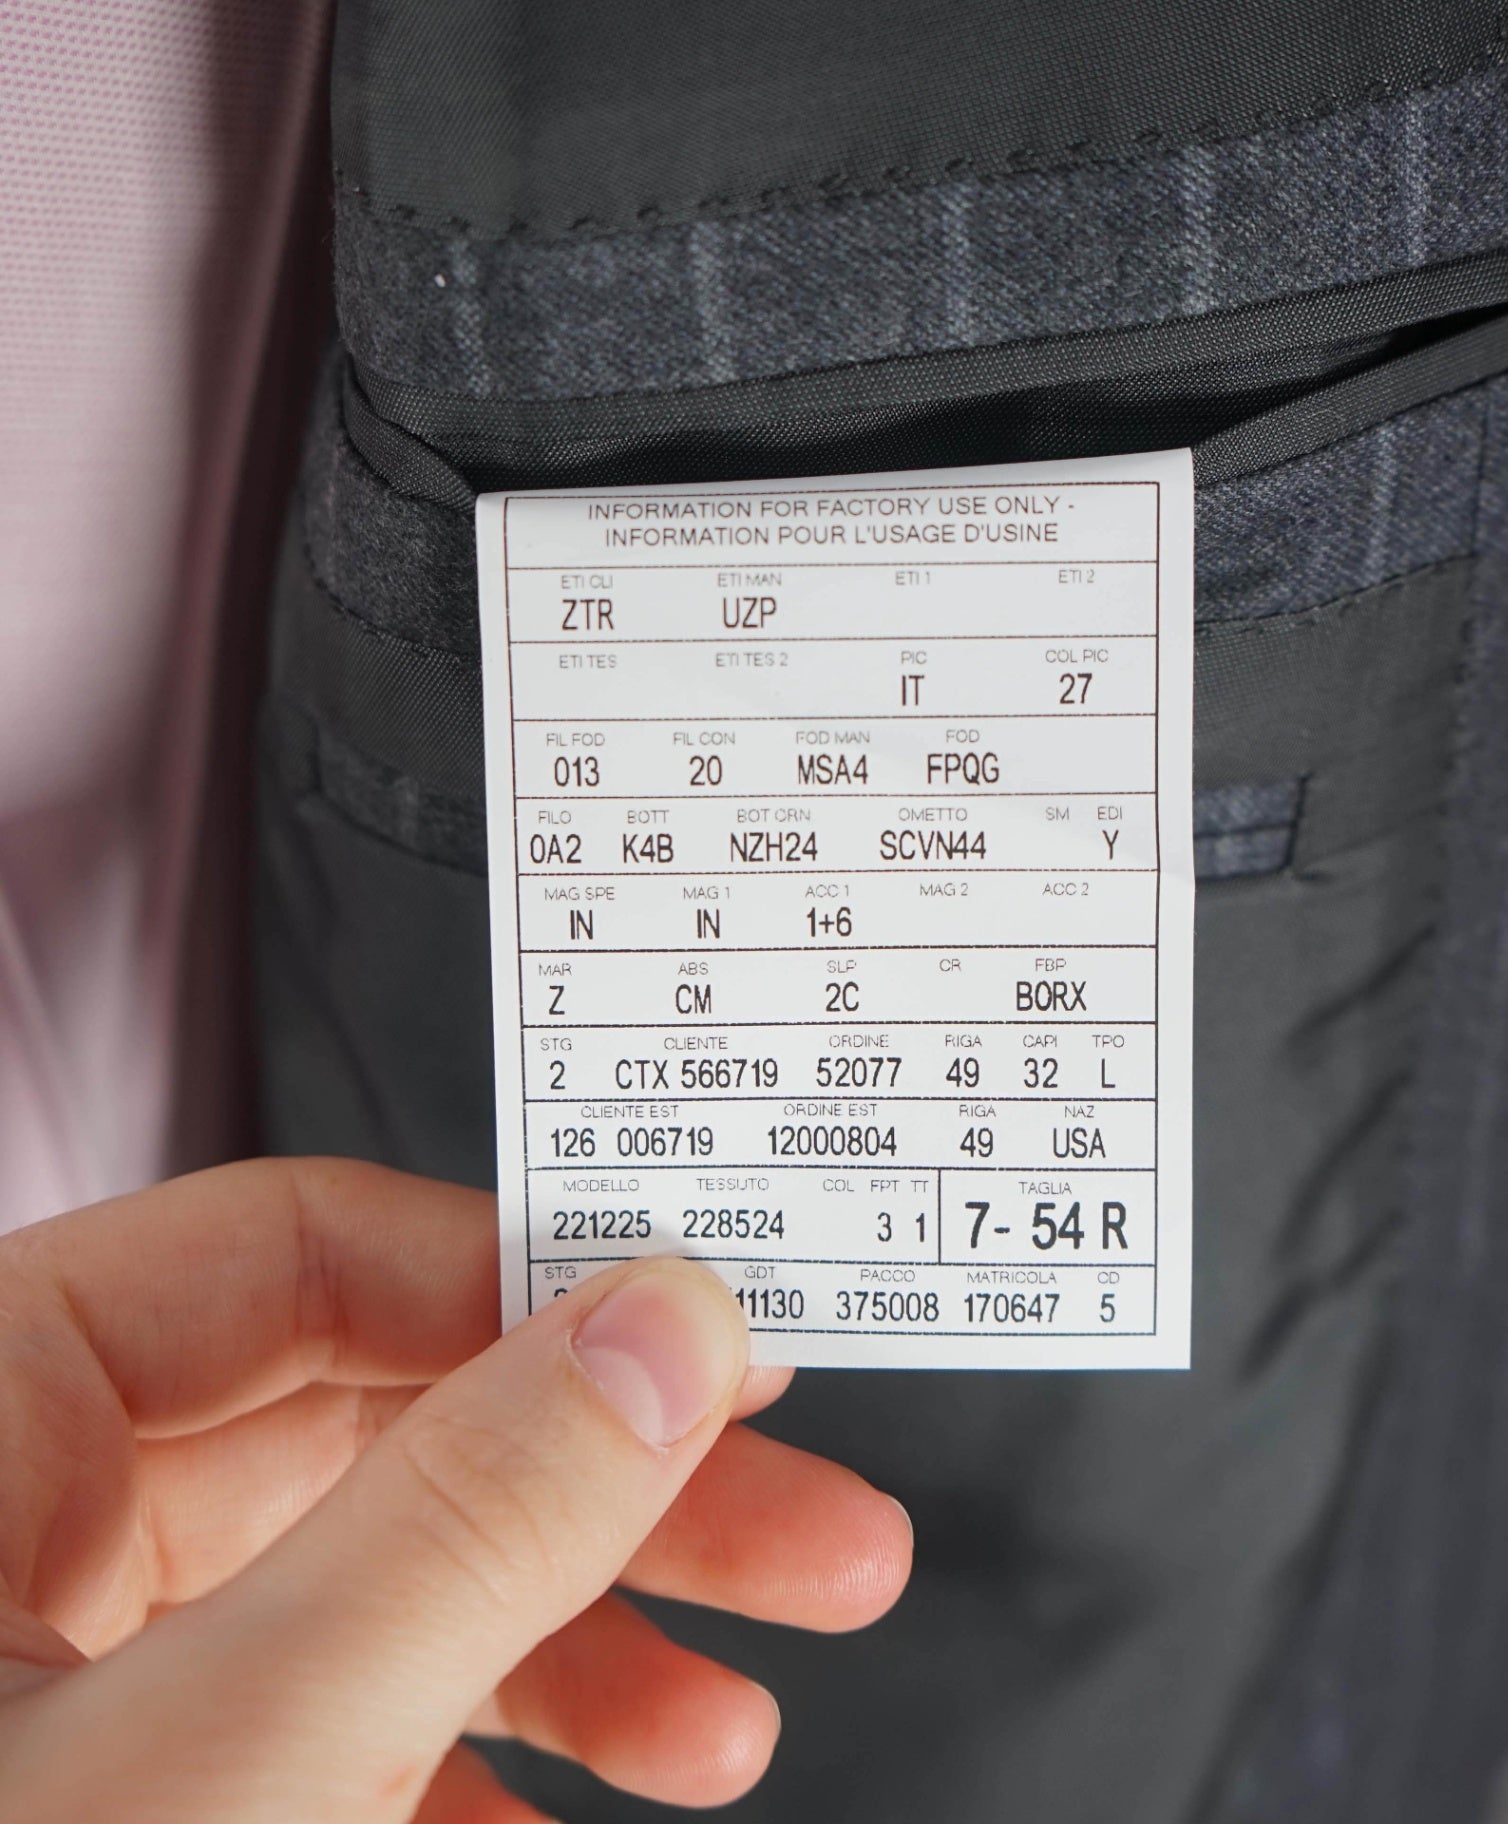 INFORMATION FOR FACTORY USE ONLY -
INFORMATION POUR L'USAGE D'USINE
ETI CLI ETI MAN ETI 1 ETI 2
ZTR UZP
ETI TES ETI TES 2 PIC COL PIC
IT 27
FIL FOD FIL CON FOD MAN FOD
013 20 MSA4 FPQG
FILO BOTT BOT CRN OMETTO SM EDI
0A2 K4B NZH24 SCVN44 Y
MAG SPE MAG 1 ACC 1 MAG 2 ACC 2
IN IN 1+6
MAR ABS SLP CR FBP
Z CM 2C BORX
STG CLIENTE ORDINE RIGA CAPI TPO
2 CTX 566719 52077 49 32 L
CLIENTE EST ORDINE EST RIGA NAZ
126 006719 12000804 49 USA
MODELLO TESSUTO COL FPT TT TAGLIA
221225 228524 3 1 7- 54 R
STG GDT PACCO MATRICOLA CD
375008 170647 5